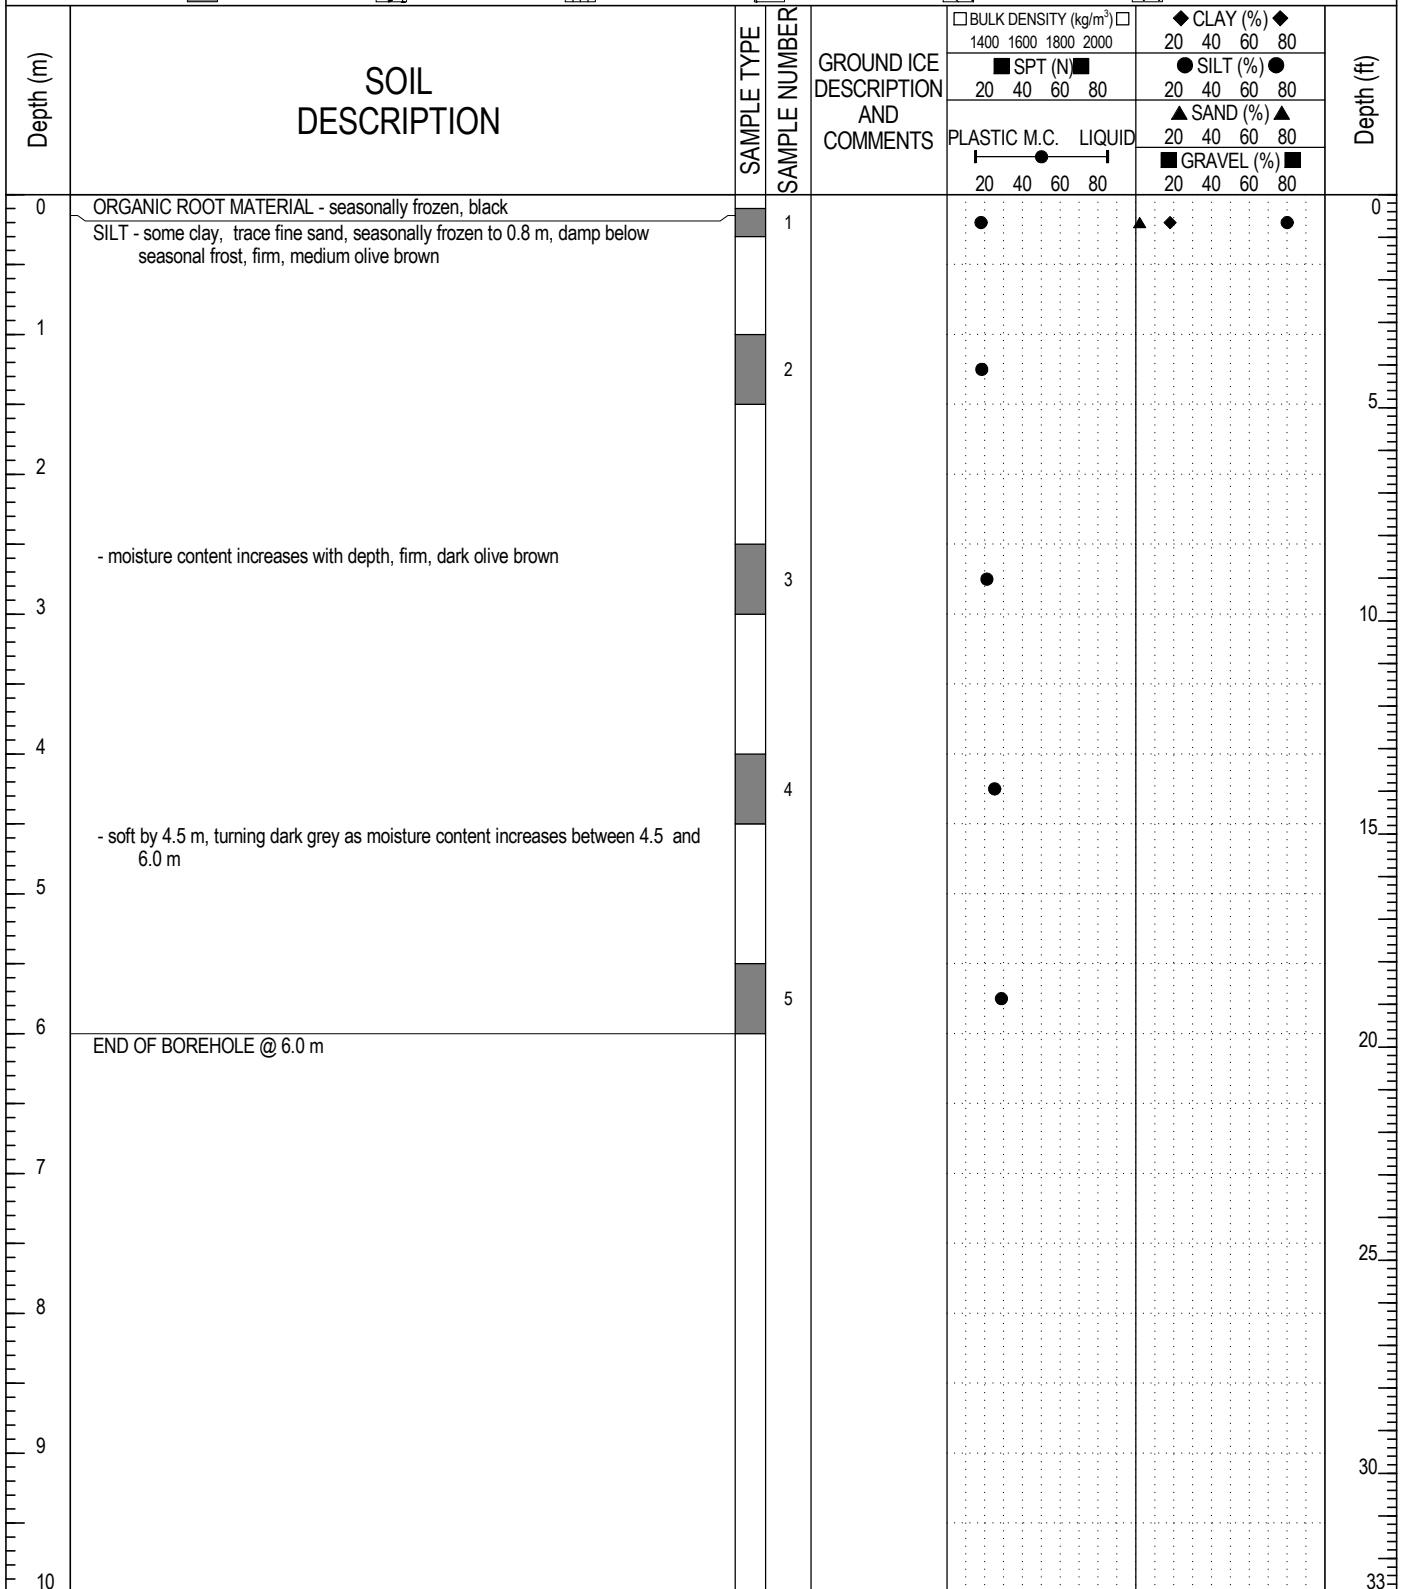 Depth (m)
SOIL
DESCRIPTION
SAMPLE TYPE
SAMPLE NUMBER
GROUND ICE
DESCRIPTION
AND
COMMENTS
□ BULK DENSITY (kg/m³) □
1400 1600 1800 2000
■ SPT (N) ■
20 40 60 80
PLASTIC M.C. LIQUID
20 40 60 80
◆ CLAY (%) ◆
20 40 60 80
● SILT (%) ●
20 40 60 80
▲ SAND (%) ▲
20 40 60 80
■ GRAVEL (%) ■
20 40 60 80
Depth (ft)
0
ORGANIC ROOT MATERIAL - seasonally frozen, black
0
SILT - some clay, trace fine sand, seasonally frozen to 0.8 m, damp below
seasonal frost, firm, medium olive brown
1
1
2
5
2
- moisture content increases with depth, firm, dark olive brown
3
3
10
4
4
- soft by 4.5 m, turning dark grey as moisture content increases between 4.5 and
6.0 m
15
5
5
6
END OF BOREHOLE @ 6.0 m
20
7
25
8
9
30
10
33